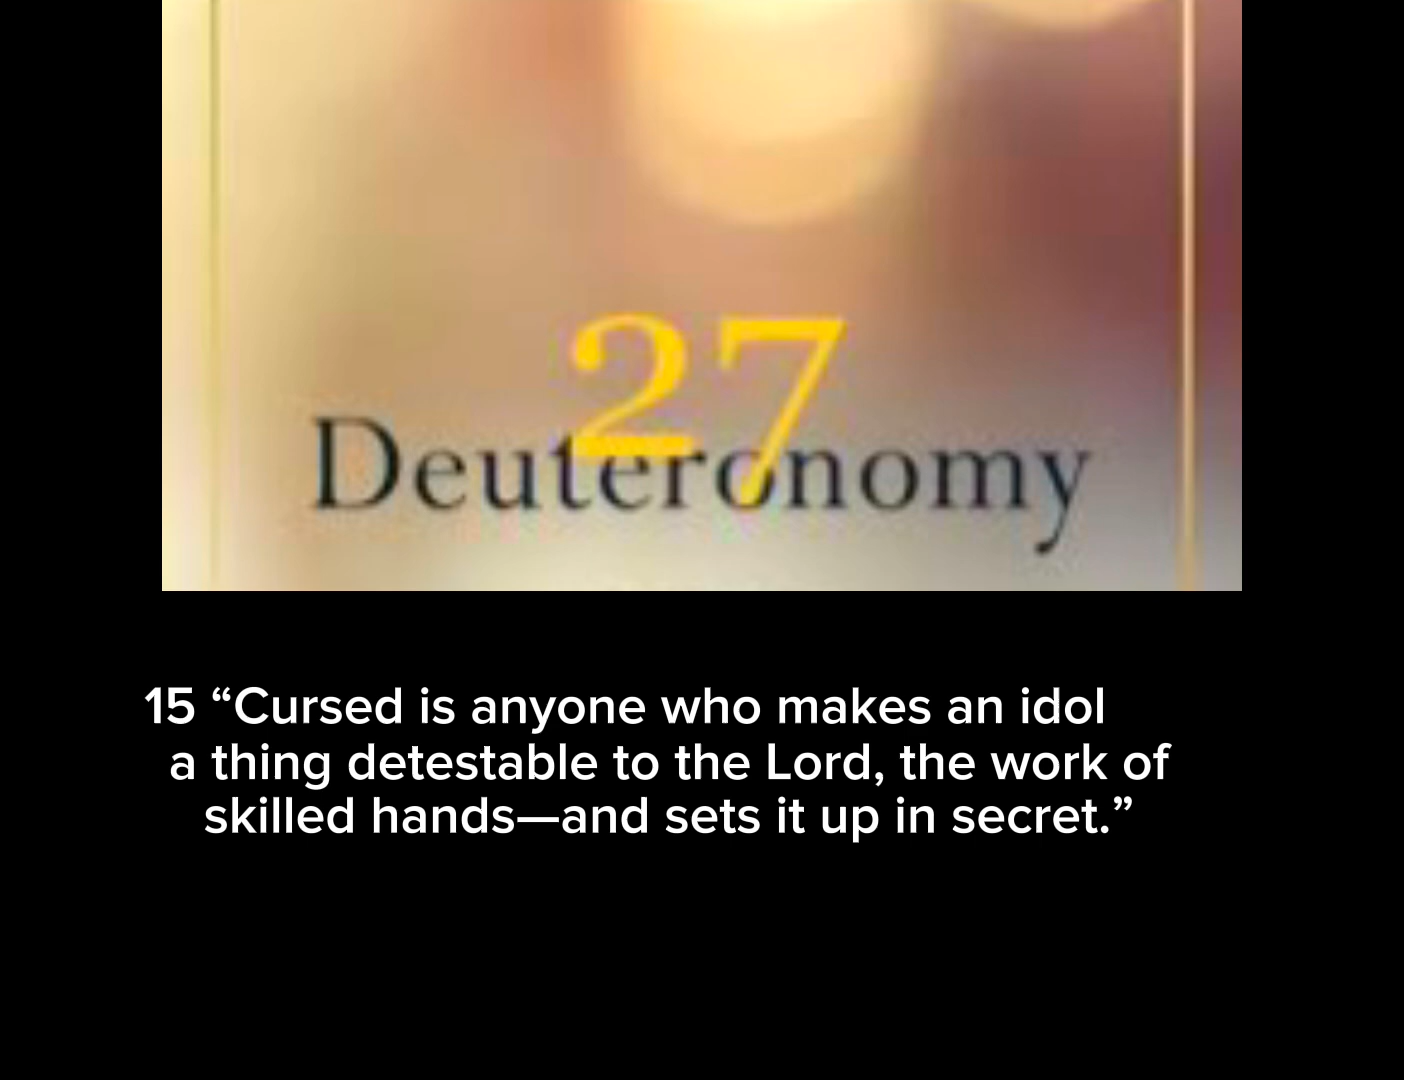 27
Deuteronomy
15 “Cursed is anyone who makes an idol
a thing detestable to the Lord, the work of
skilled hands—and sets it up in secret.”